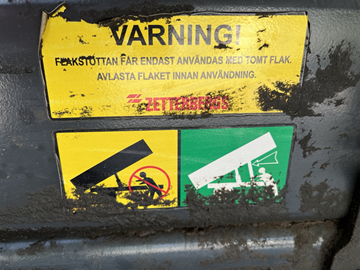 VARNING!
FLAKSTÖTTAN FÅR ENDAST ANVÄNDAS MED TOMT FLAK.
AVLASTA FLAKET INNAN ANVÄNDNING.
ZETTERBERGS